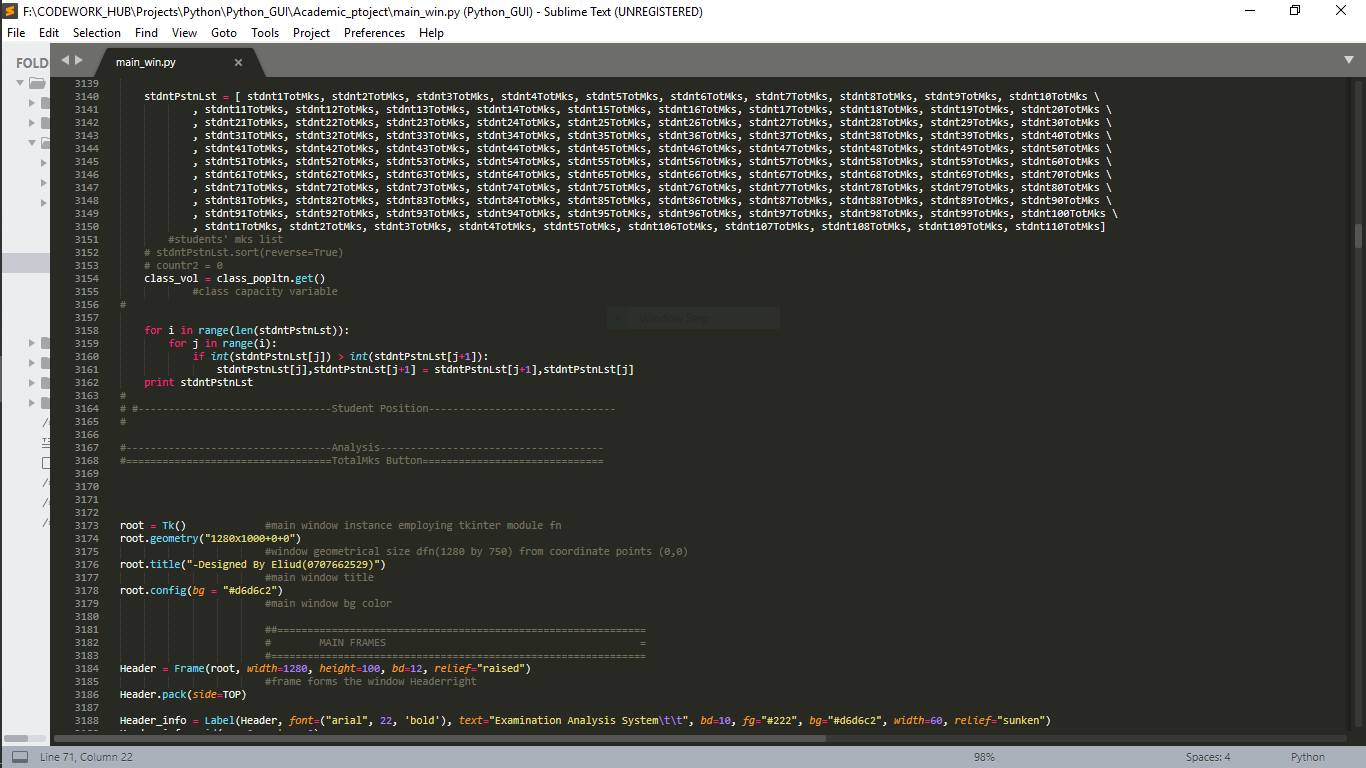 F:\CODEWORK_HUB\Projects\Python\Python_GUI\Academic_ptoject\main_win.py (Python_GUI) - Sublime Text (UNREGISTERED)
File Edit Selection Find View Goto Tools Project Preferences Help
FOLD
main_win.py
3139
3140 stdntPstnLst = [ stdnt1TotMks, stdnt2TotMks, stdnt3TotMks, stdnt4TotMks, stdnt5TotMks, stdnt6TotMks, stdnt7TotMks, stdnt8TotMks, stdnt9TotMks, stdnt10TotMks \
3141 , stdnt11TotMks, stdnt12TotMks, stdnt13TotMks, stdnt14TotMks, stdnt15TotMks, stdnt16TotMks, stdnt17TotMks, stdnt18TotMks, stdnt19TotMks, stdnt20TotMks \
3142 , stdnt21TotMks, stdnt22TotMks, stdnt23TotMks, stdnt24TotMks, stdnt25TotMks, stdnt26TotMks, stdnt27TotMks, stdnt28TotMks, stdnt29TotMks, stdnt30TotMks \
3143 , stdnt31TotMks, stdnt32TotMks, stdnt33TotMks, stdnt34TotMks, stdnt35TotMks, stdnt36TotMks, stdnt37TotMks, stdnt38TotMks, stdnt39TotMks, stdnt40TotMks \
3144 , stdnt41TotMks, stdnt42TotMks, stdnt43TotMks, stdnt44TotMks, stdnt45TotMks, stdnt46TotMks, stdnt47TotMks, stdnt48TotMks, stdnt49TotMks, stdnt50TotMks \
3145 , stdnt51TotMks, stdnt52TotMks, stdnt53TotMks, stdnt54TotMks, stdnt55TotMks, stdnt56TotMks, stdnt57TotMks, stdnt58TotMks, stdnt59TotMks, stdnt60TotMks \
3146 , stdnt61TotMks, stdnt62TotMks, stdnt63TotMks, stdnt64TotMks, stdnt65TotMks, stdnt66TotMks, stdnt67TotMks, stdnt68TotMks, stdnt69TotMks, stdnt70TotMks \
3147 , stdnt71TotMks, stdnt72TotMks, stdnt73TotMks, stdnt74TotMks, stdnt75TotMks, stdnt76TotMks, stdnt77TotMks, stdnt78TotMks, stdnt79TotMks, stdnt80TotMks \
3148 , stdnt81TotMks, stdnt82TotMks, stdnt83TotMks, stdnt84TotMks, stdnt85TotMks, stdnt86TotMks, stdnt87TotMks, stdnt88TotMks, stdnt89TotMks, stdnt90TotMks \
3149 , stdnt91TotMks, stdnt92TotMks, stdnt93TotMks, stdnt94TotMks, stdnt95TotMks, stdnt96TotMks, stdnt97TotMks, stdnt98TotMks, stdnt99TotMks, stdnt100TotMks \
3150 , stdnt1TotMks, stdnt2TotMks, stdnt3TotMks, stdnt4TotMks, stdnt5TotMks, stdnt106TotMks, stdnt107TotMks, stdnt108TotMks, stdnt109TotMks, stdnt110TotMks]
3151 #students' mks list
3152 # stdntPstnLst.sort(reverse=True)
3153 # countr2 = 0
3154 class_vol = class_popltn.get()
3155 #class capacity variable
3156 #
3157
3158 for i in range(len(stdntPstnLst)):
3159 for j in range(i):
3160 if int(stdntPstnLst[j]) > int(stdntPstnLst[j+1]):
3161 stdntPstnLst[j],stdntPstnLst[j+1] = stdntPstnLst[j+1],stdntPstnLst[j]
3162 print stdntPstnLst
3163 #
3164 # #--------------------------------Student Position-------------------------------
3165 #
3166
3167 #----------------------------------Analysis-------------------------------------
3168 #==================================TotalMks Button==============================
3169
3170
3171
3172
3173 root = Tk() #main window instance employing tkinter module fn
3174 root.geometry("1280x1000+0+0")
3175 #window geometrical size dfn(1280 by 750) from coordinate points (0,0)
3176 root.title("-Designed By Eliud(0707662529)")
3177 #main window title
3178 root.config(bg = "#d6d6c2")
3179 #main window bg color
3180
3181 ##=============================================================
3182 # MAIN FRAMES =
3183 #==============================================================
3184 Header = Frame(root, width=1280, height=100, bd=12, relief="raised")
3185 #frame forms the window Headerright
3186 Header.pack(side=TOP)
3187
3188 Header_info = Label(Header, font=("arial", 22, 'bold'), text="Examination Analysis System\t\t", bd=10, fg="#222", bg="#d6d6c2", width=60, relief="sunken")
Line 71, Column 22 98% Spaces: 4 Python